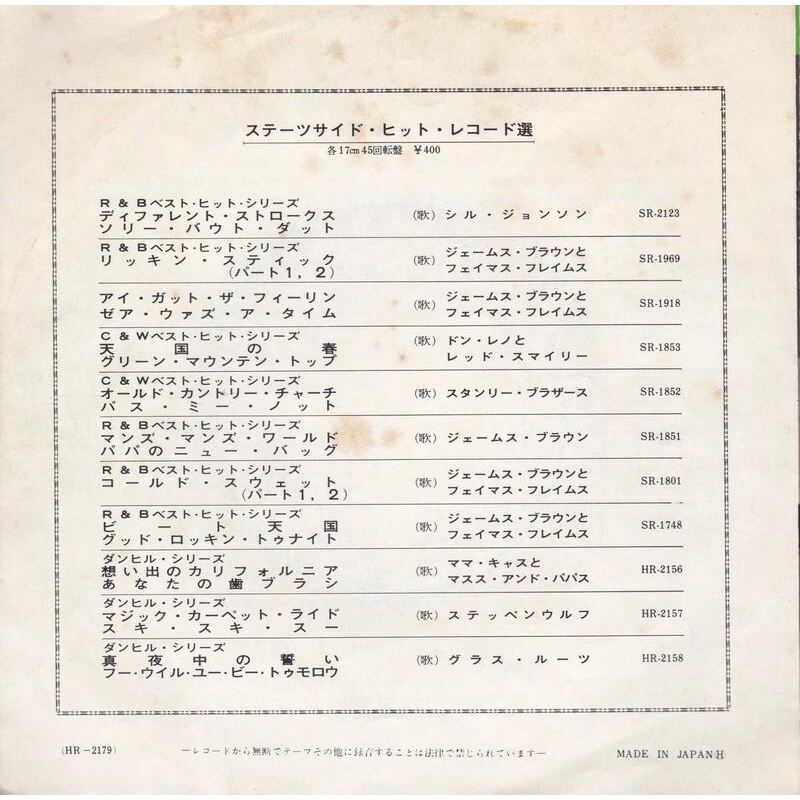 ステーツサイド・ヒット・レコード選
各17cm45回転盤 ¥400
R&Bベスト・ヒット・シリーズ
ディファレント・ストロークス
ソリー・バウト・ダット
(歌) シル・ジョンソン SR-2123
R&Bベスト・ヒット・シリーズ
リッキン・スティック
(パート1, 2)
(歌) ジェームス・ブラウンと
フェイマス・フレイムス
SR-1969
アイ・ガット・ザ・フィーリン
ゼア・ウァズ・ア・タイム
(歌) ジェームス・ブラウンと
フェイマス・フレイムス
SR-1918
C&Wベスト・ヒット・シリーズ
天国の春
グリーン・マウンテン・トップ
(歌) ドン・レノと
レッド・スマイリー
SR-1853
C&Wベスト・ヒット・シリーズ
オールド・カントリー・チャーチ
パス・ミー・ノット
(歌) スタンリー・ブラザース SR-1852
R&Bベスト・ヒット・シリーズ
マンズ・マンズ・ワールド
パパのニュー・バッグ
(歌) ジェームス・ブラウン SR-1851
R&Bベスト・ヒット・シリーズ
コールド・スウェット
(パート1, 2)
(歌) ジェームス・ブラウンと
フェイマス・フレイムス
SR-1801
R&Bベスト・ヒット・シリーズ
ビート天国
グッド・ロッキン・トゥナイト
(歌) ジェームス・ブラウンと
フェイマス・フレイムス
SR-1748
ダンヒル・シリーズ
想い出のカリフォルニア
あなたの歯ブラシ
(歌) ママ・キャスと
マスス・アンド・パパス
HR-2156
ダンヒル・シリーズ
マジック・カーペット・ライド
スキ・スキ・スー
(歌) ステッペンウルフ HR-2157
ダンヒル・シリーズ
真夜中の誓い
フー・ウイル・ユー・ビー・トゥモロウ
(歌) グラス・ルーツ HR-2158
(HR-2179)
—レコードから無断でテープその他に録音することは法律で禁じられています—
MADE IN JAPAN(H)